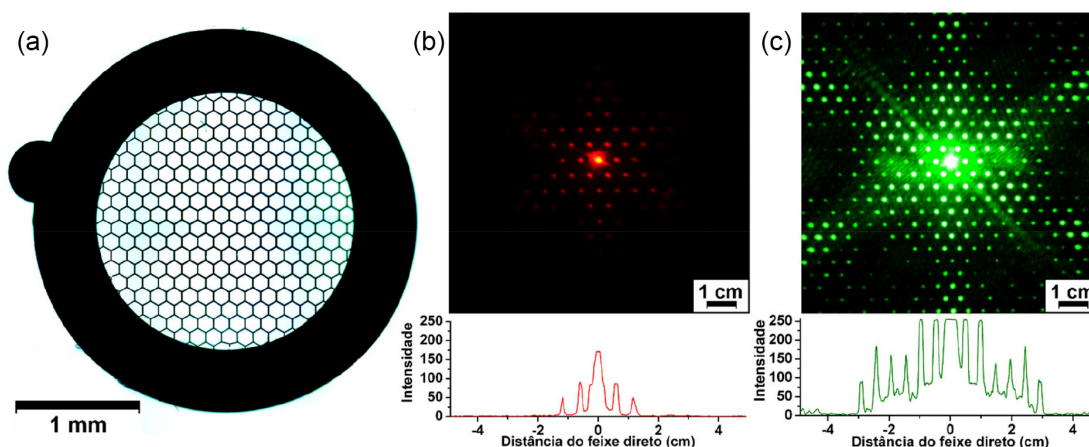 (a)
1 mm
(b)
1 cm
Intensidade
250
200
150
100
50
0
-4 -2 0 2 4
Distância do feixe direto (cm)
(c)
1 cm
Intensidade
250
200
150
100
50
0
-4 -2 0 2 4
Distância do feixe direto (cm)